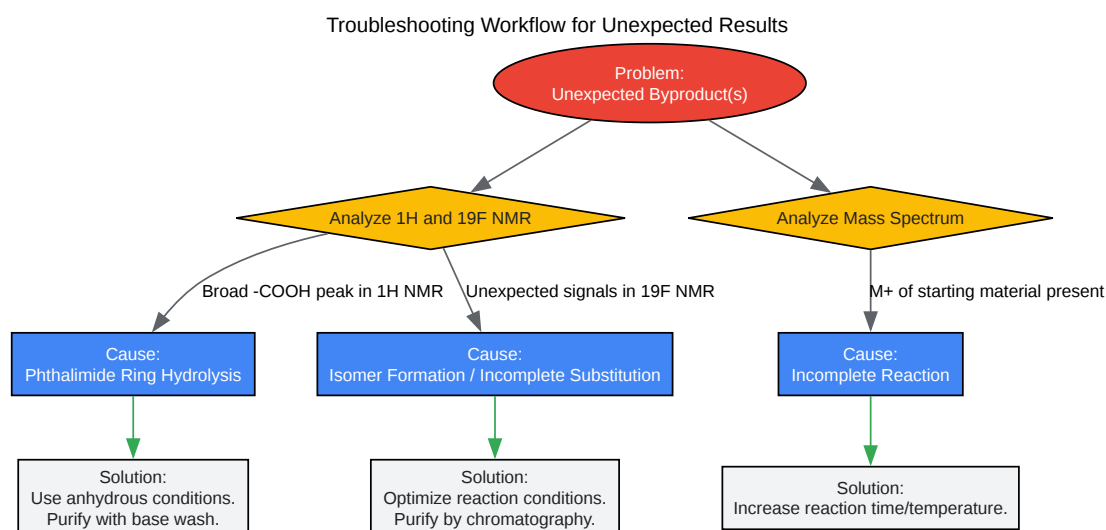 Troubleshooting Workflow for Unexpected Results
Problem:
Unexpected Byproduct(s)
Analyze 1H and 19F NMR
Analyze Mass Spectrum
Broad -COOH peak in 1H NMR
Unexpected signals in 19F NMR
M+ of starting material present
Cause:
Phthalimide Ring Hydrolysis
Cause:
Isomer Formation / Incomplete Substitution
Cause:
Incomplete Reaction
Solution:
Use anhydrous conditions.
Purify with base wash.
Solution:
Optimize reaction conditions.
Purify by chromatography.
Solution:
Increase reaction time/temperature.